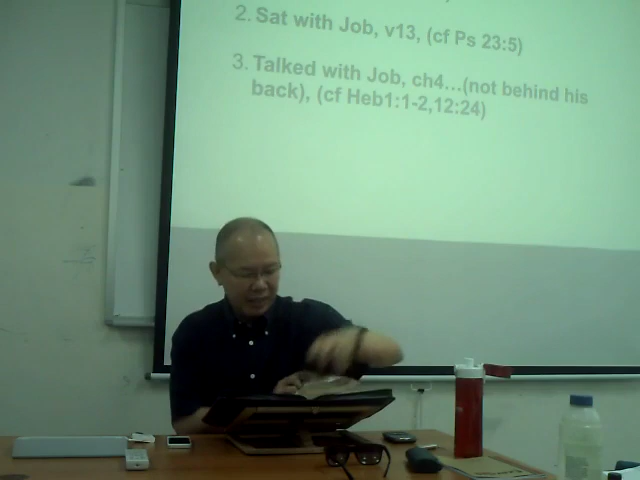 2. Sat with Job, v13, (cf Ps 23:5)
3. Talked with Job, ch4...(not behind his
back), (cf Heb1:1-2,12:24)